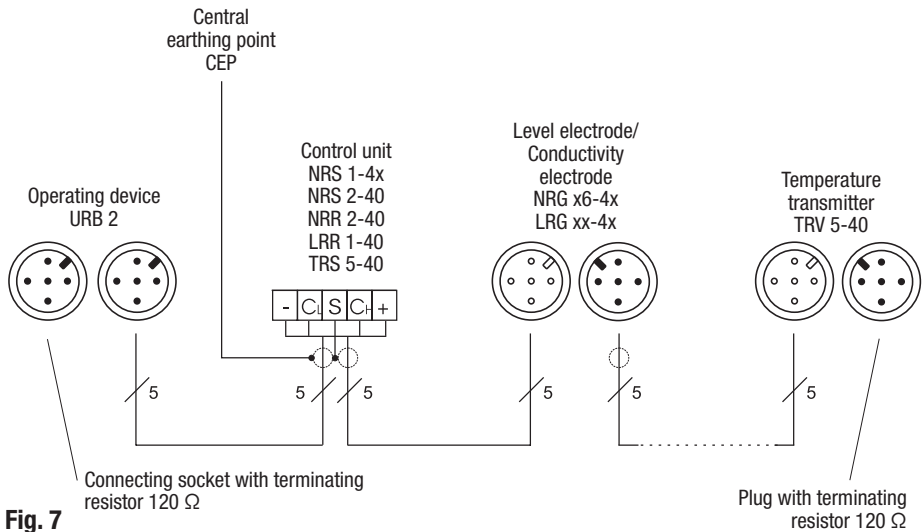 Central
earthing point
CEP
Control unit
NRS 1-4x
NRS 2-40
NRR 2-40
LRR 1-40
TRS 5-40
Level electrode/
Conductivity
electrode
NRG x6-4x
LRG xx-4x
Operating device
URB 2
Temperature
transmitter
TRV 5-40
- CL S CH +
5
5
5
5
5
5
Connecting socket with terminating
resistor 120 Ω
Plug with terminating
resistor 120 Ω
Fig. 7